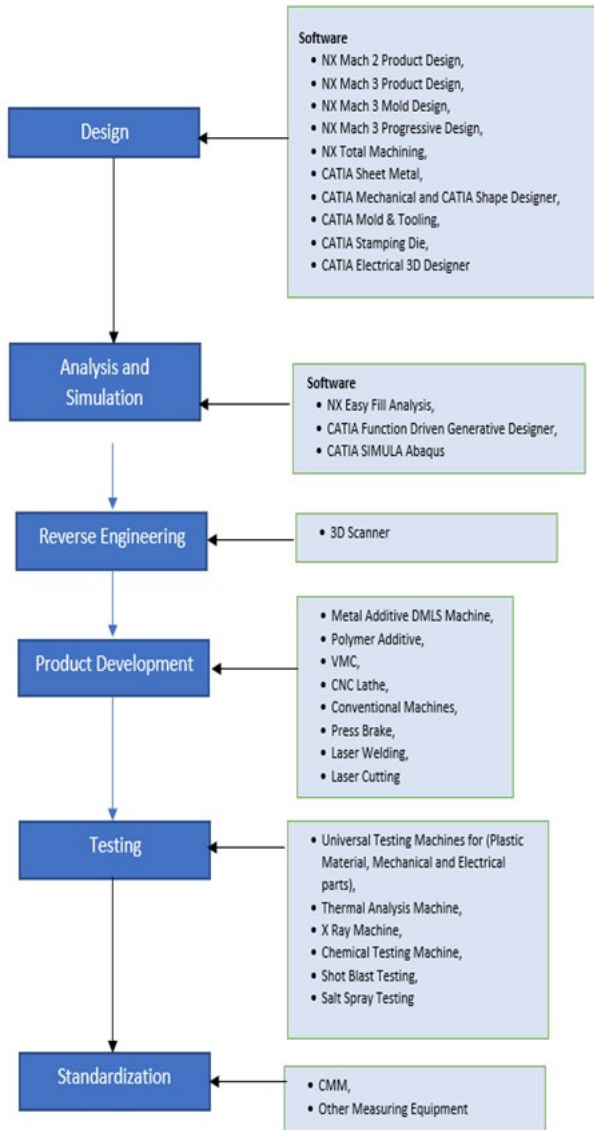 Design
Software
• NX Mach 2 Product Design,
• NX Mach 3 Product Design,
• NX Mach 3 Mold Design,
• NX Mach 3 Progressive Design,
• NX Total Machining,
• CATIA Sheet Metal,
• CATIA Mechanical and CATIA Shape Designer,
• CATIA Mold & Tooling,
• CATIA Stamping Die,
• CATIA Electrical 3D Designer
Analysis and
Simulation
Software
• NX Easy Fill Analysis,
• CATIA Function Driven Generative Designer,
• CATIA SIMULA Abaqus
Reverse Engineering
• 3D Scanner
Product Development
• Metal Additive DMLS Machine,
• Polymer Additive,
• VMC,
• CNC Lathe,
• Conventional Machines,
• Press Brake,
• Laser Welding,
• Laser Cutting
Testing
• Universal Testing Machines for (Plastic
Material, Mechanical and Electrical
parts),
• Thermal Analysis Machine,
• X Ray Machine,
• Chemical Testing Machine,
• Shot Blast Testing,
• Salt Spray Testing
Standardization
• CMM,
• Other Measuring Equipment